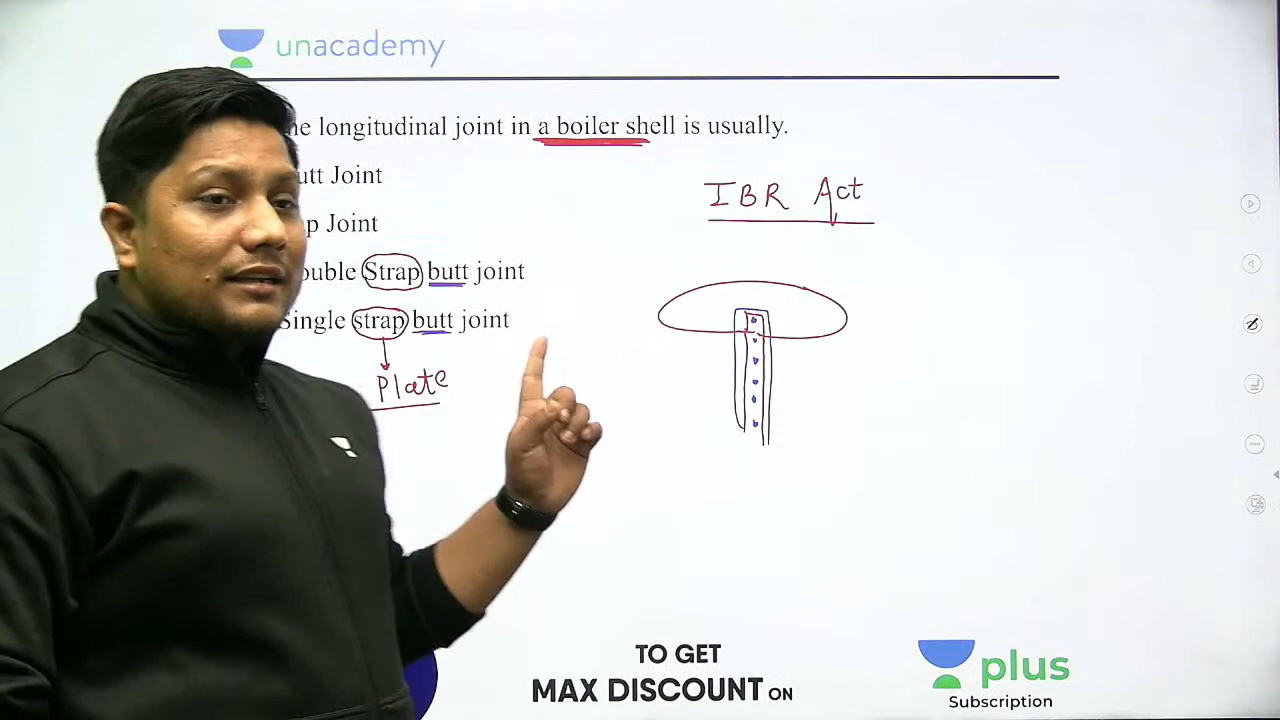 unacademy
he longitudinal joint in a boiler shell is usually.
utt Joint
IBR Act
p Joint
ouble Strap butt joint
Single strap butt joint
Plate
TO GET
MAX DISCOUNT ON
plus
Subscription